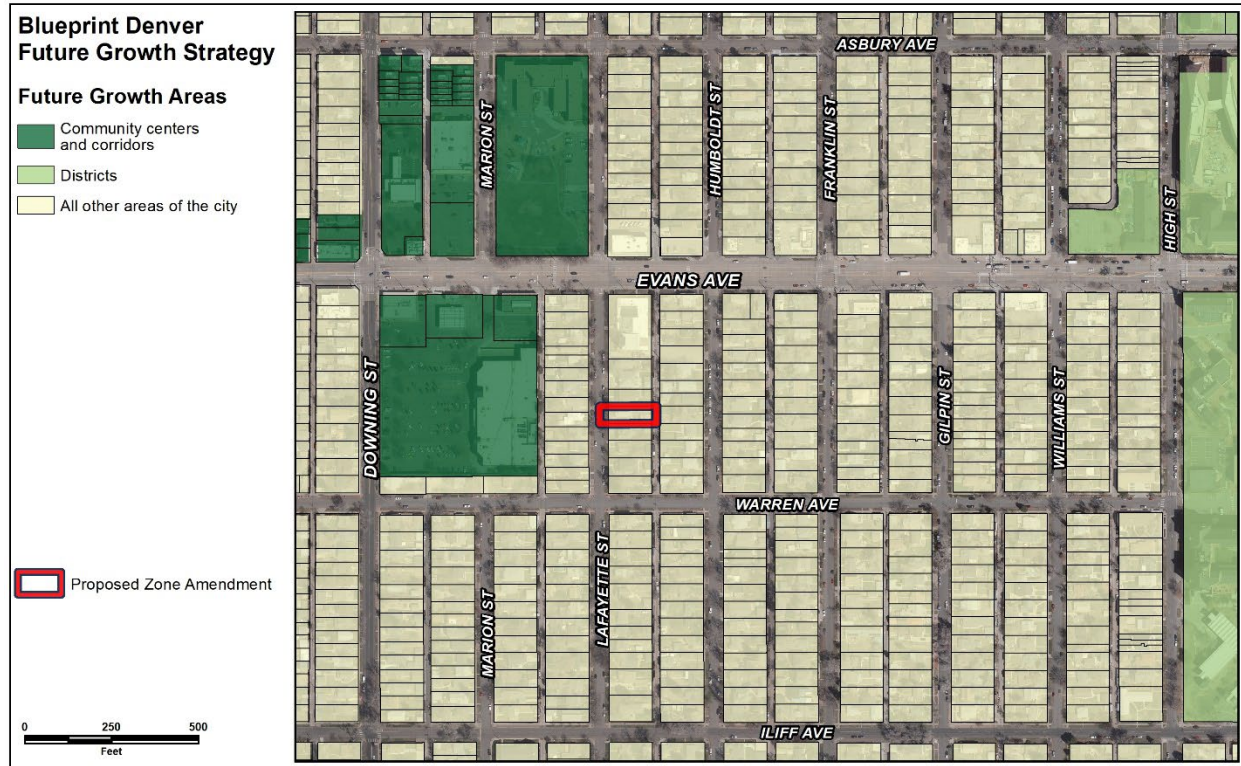 Blueprint Denver
Future Growth Strategy
Future Growth Areas
Community centers
and corridors
Districts
All other areas of the city
Proposed Zone Amendment
0 250 500
Feet
ASBURY AVE
MARION ST
HUMBOLDT ST
FRANKLIN ST
HIGH ST
EVANS AVE
DOWNING ST
GILPIN ST
WILLIAMS ST
WARREN AVE
MARION ST
LAFAYETTE ST
ILIFF AVE